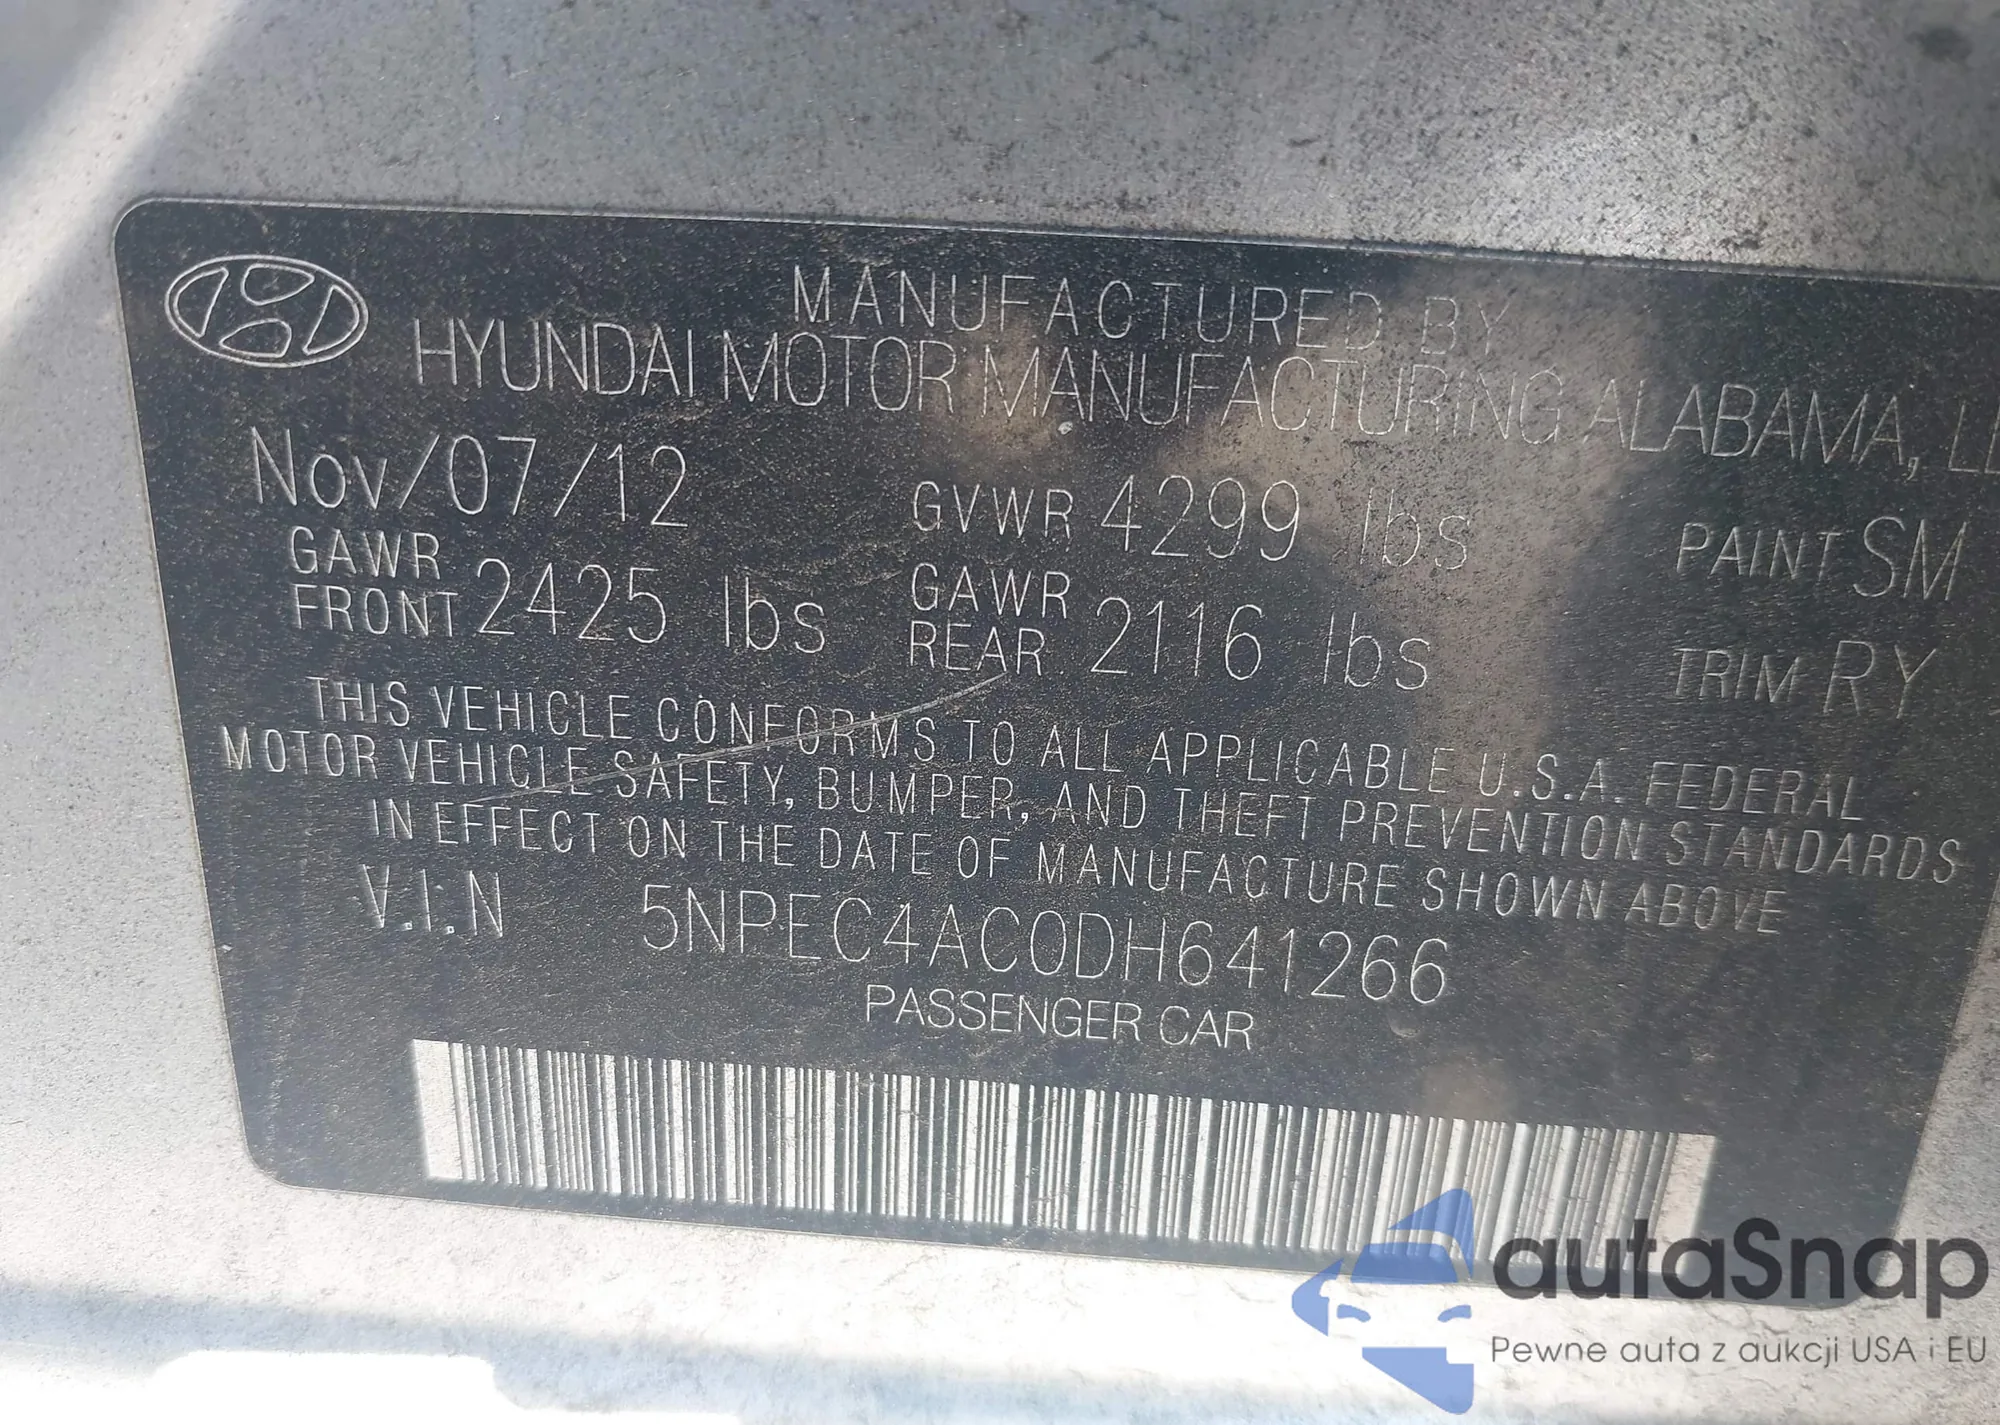 MANUFACTURED BY
HYUNDAI MOTOR MANUFACTURING ALABAMA,
Nov/07/12 GVWR 4299 lbs PAINT SM
GAWR FRONT 2425 lbs GAWR REAR 2116 lbs TRIM RY
THIS VEHICLE CONFORMS TO ALL APPLICABLE U.S.A. FEDERAL
MOTOR VEHICLE SAFETY, BUMPER, AND THEFT PREVENTION STANDARDS
IN EFFECT ON THE DATE OF MANUFACTURE SHOWN ABOVE
V.I.N 5NPEC4AC0DH641266
PASSENGER CAR
autaSnap
Pewne auta z aukcji USA i EU